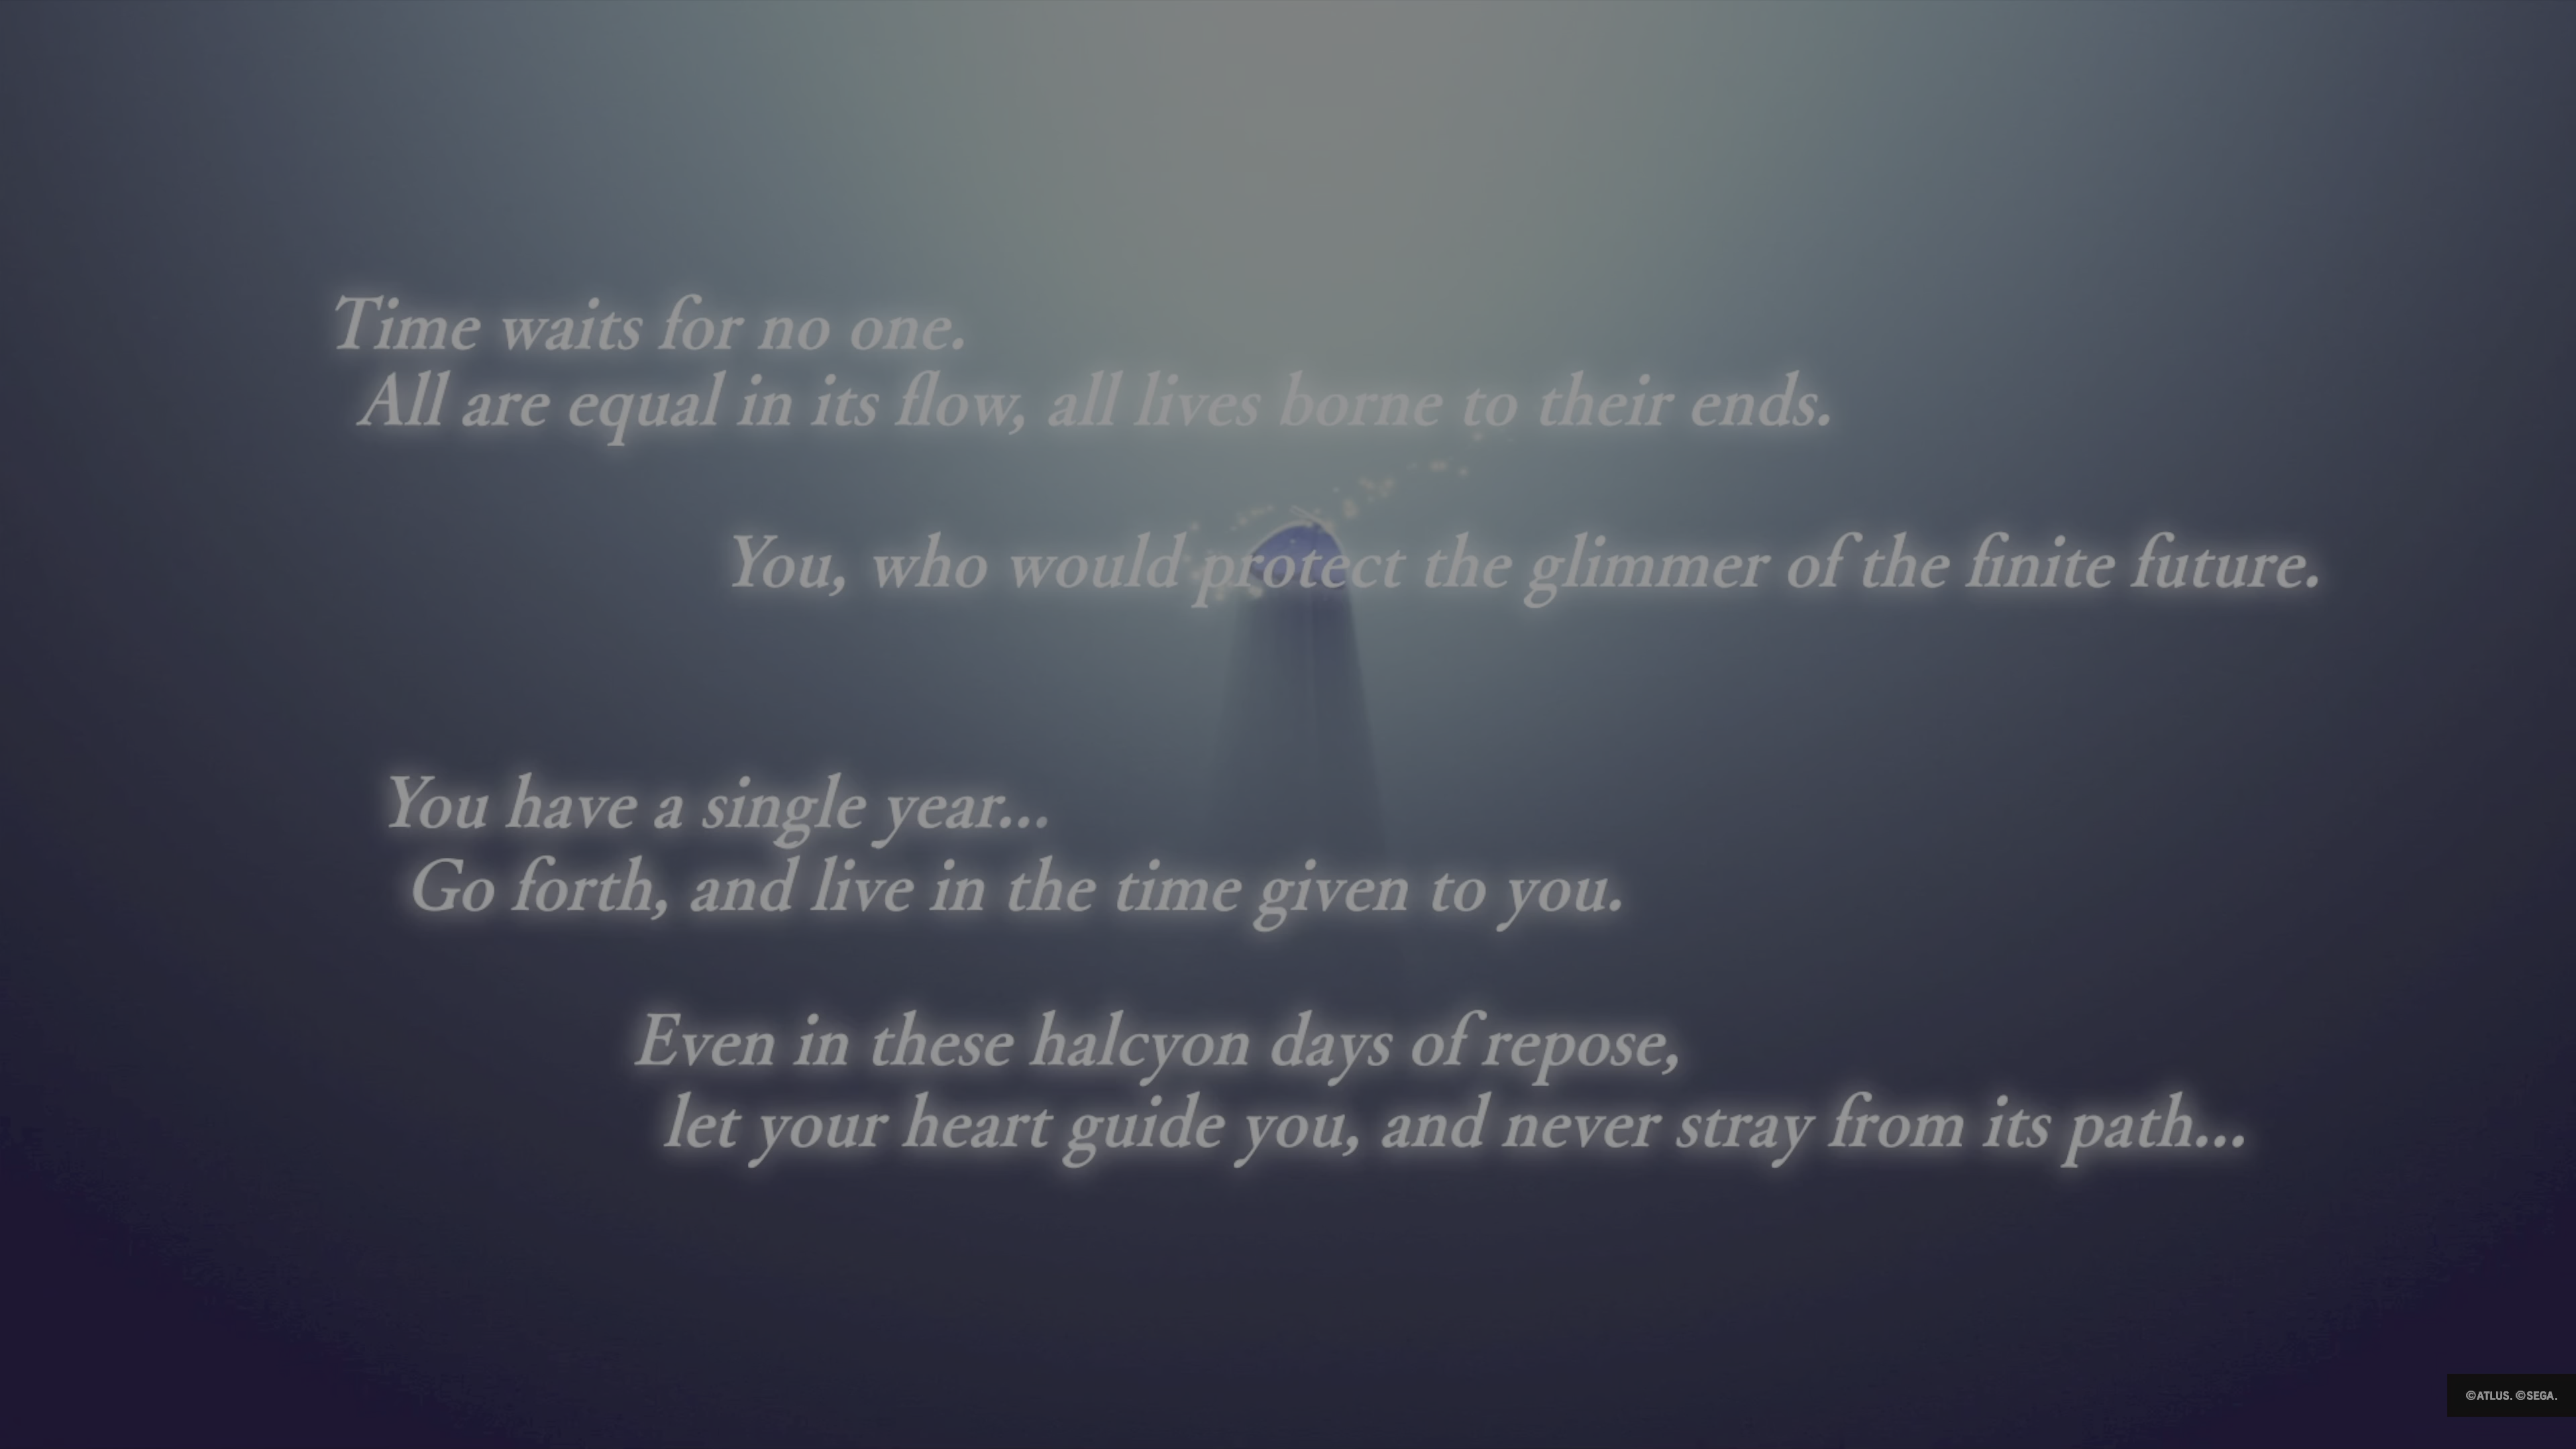 Time waits for no one.
All are equal in its flow, all lives borne to their ends.
You, who would protect the glimmer of the finite future.
You have a single year...
Go forth, and live in the time given to you.
Even in these halcyon days of repose,
let your heart guide you, and never stray from its path...
©ATLUS. ©SEGA.